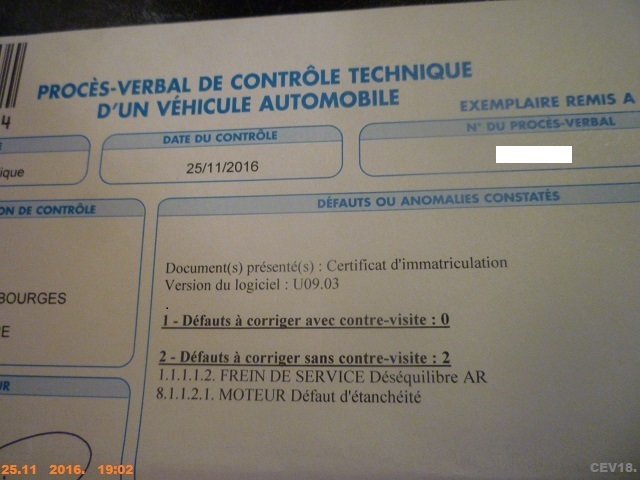 PROCÈS-VERBAL DE CONTRÔLE TECHNIQUE
D'UN VÉHICULE AUTOMOBILE
EXEMPLAIRE REMIS A
4
DATE DU CONTRÔLE
N° DU PROCÈS-VERBAL
ique
25/11/2016
ON DE CONTRÔLE
DÉFAUTS OU ANOMALIES CONSTATÉS
Document(s) présenté(s) : Certificat d'immatriculation
Version du logiciel : U09.03
.
BOURGES
1 - Défauts à corriger avec contre-visite : 0
E
2 - Défauts à corriger sans contre-visite : 2
1.1.1.1.2. FREIN DE SERVICE Déséquilibre AR
UR
8.1.1.2.1. MOTEUR Défaut d'étanchéité
25.11 2016. 19:02
CEV18.